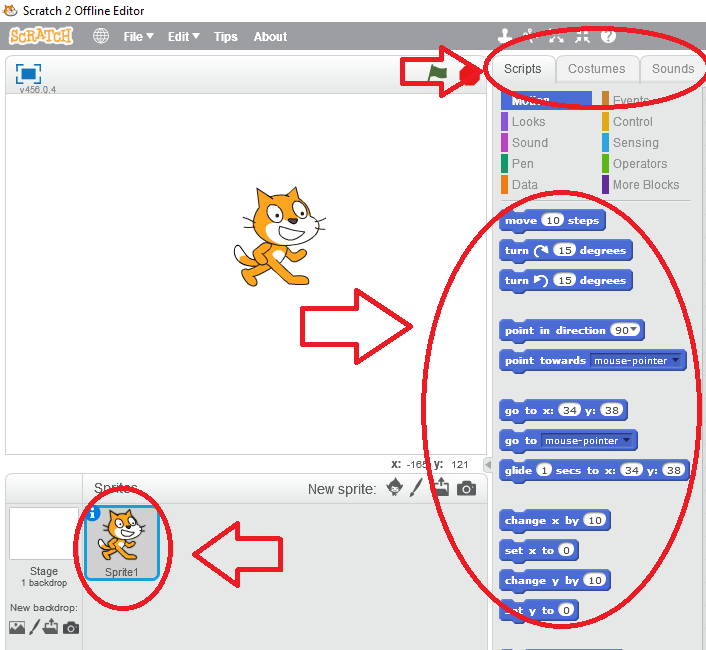 Scratch 2 Offline Editor
SCRATCH File Edit Tips About
v456.0.4
Scripts Costumes Sounds
Motion Events
Looks Control
Sound Sensing
Pen Operators
Data More Blocks
move 10 steps
turn 15 degrees
turn 15 degrees
point in direction 90
point towards mouse-pointer
go to x: 34 y: 38
go to mouse-pointer
glide 1 secs to x: 34 y: 38
change x by 10
set x to 0
change y by 10
set y to 0
x: -165 y: 121
Sprites New sprite:
Sprite1
Stage
1 backdrop
New backdrop: